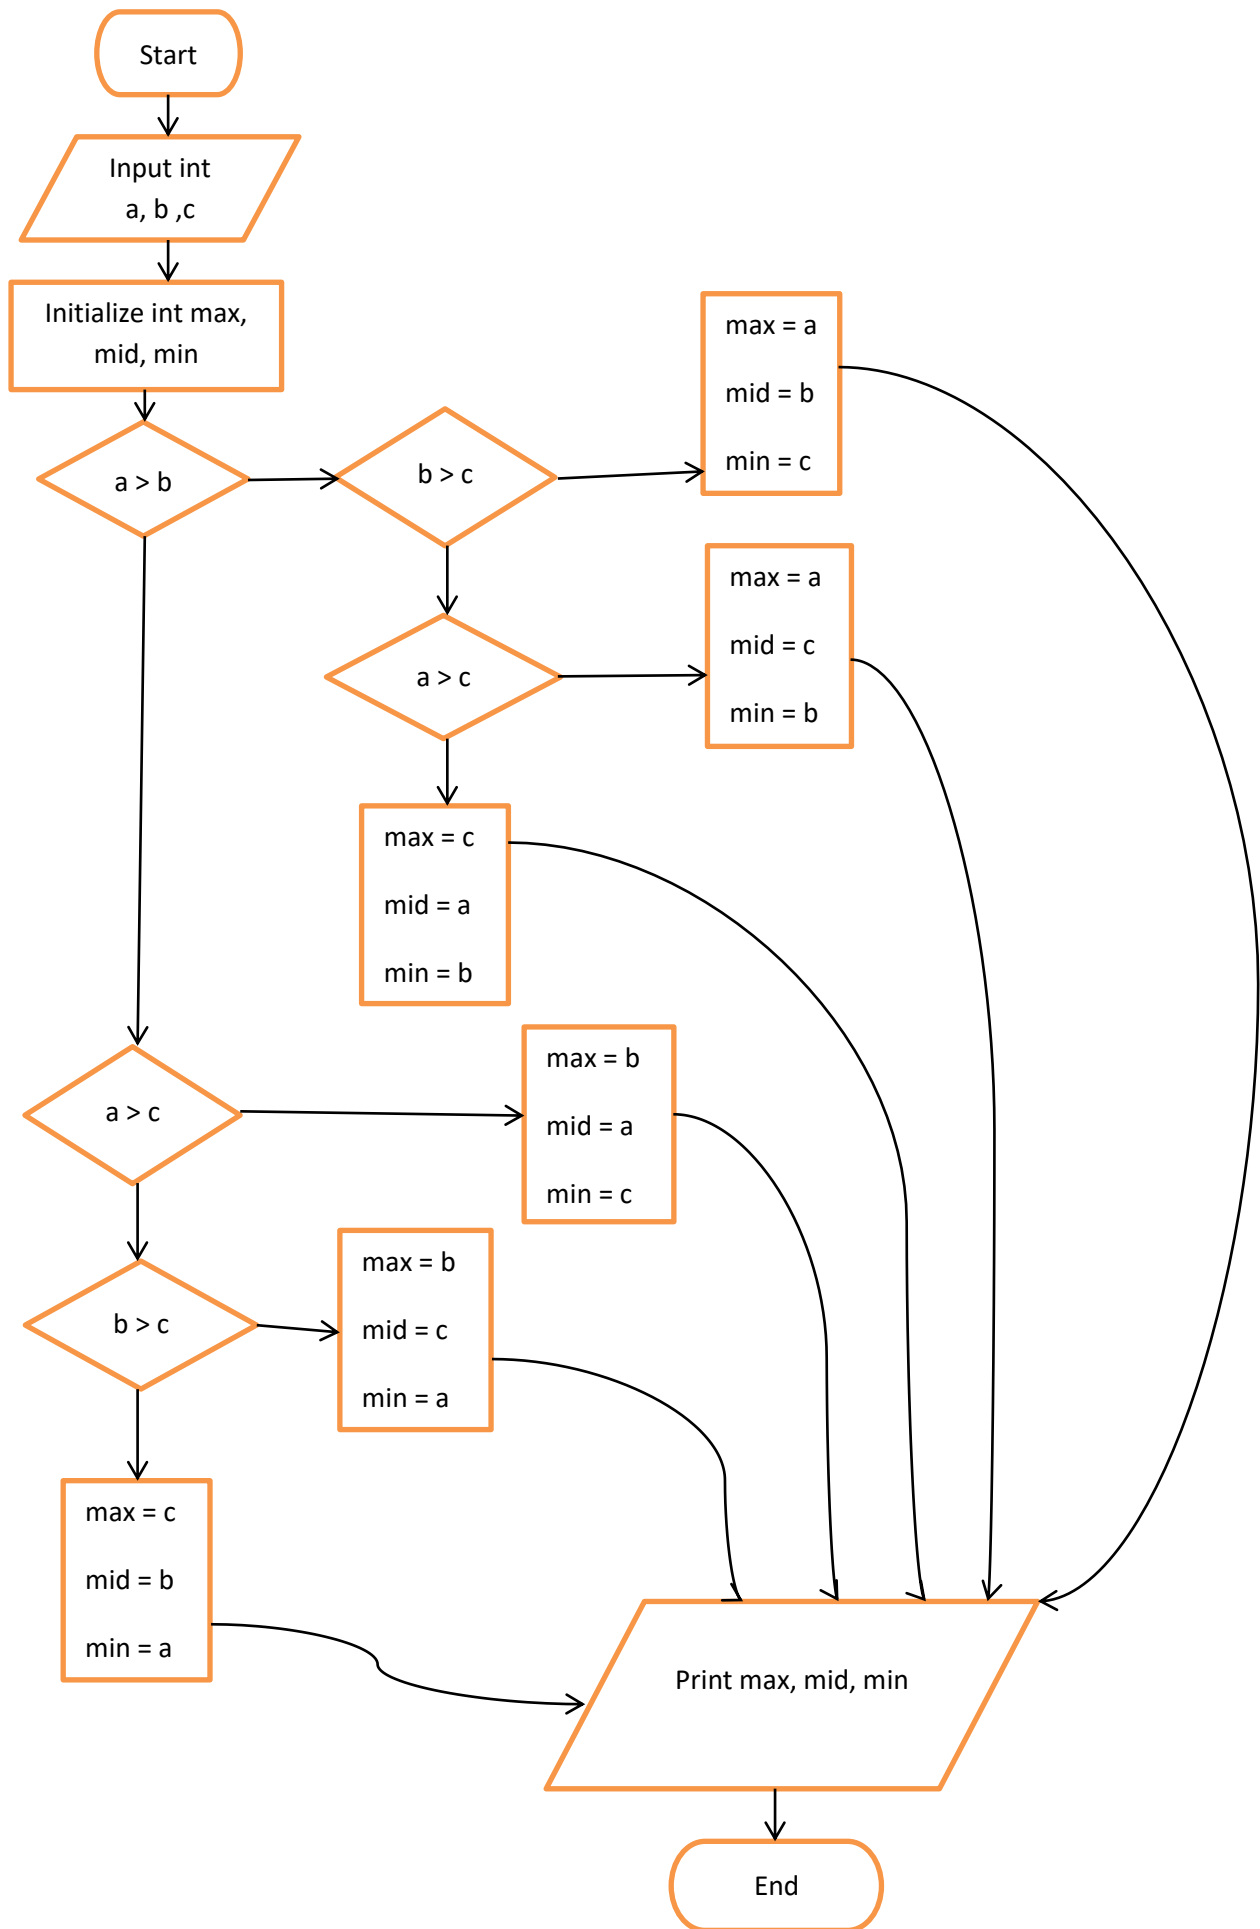 Start
Input int
a, b ,c
Initialize int max,
mid, min
max = a
mid = b
min = c
a > b
b > c
max = a
mid = c
min = b
a > c
max = c
mid = a
min = b
a > c
max = b
mid = a
min = c
b > c
max = b
mid = c
min = a
max = c
mid = b
min = a
Print max, mid, min
End